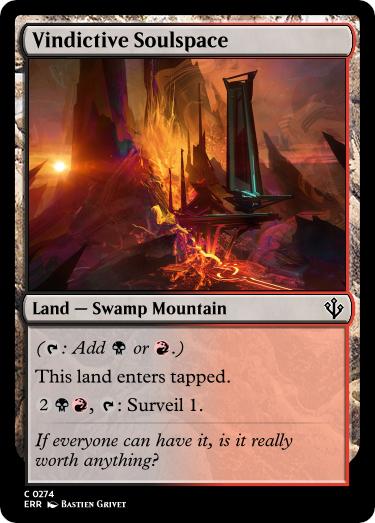 Vindictive Soulspace
Land — Swamp Mountain
(: Add or .)
This land enters tapped.
2, : Surveil 1.
If everyone can have it, is it really
worth anything?
C 0274
ERR Bastien Grivet